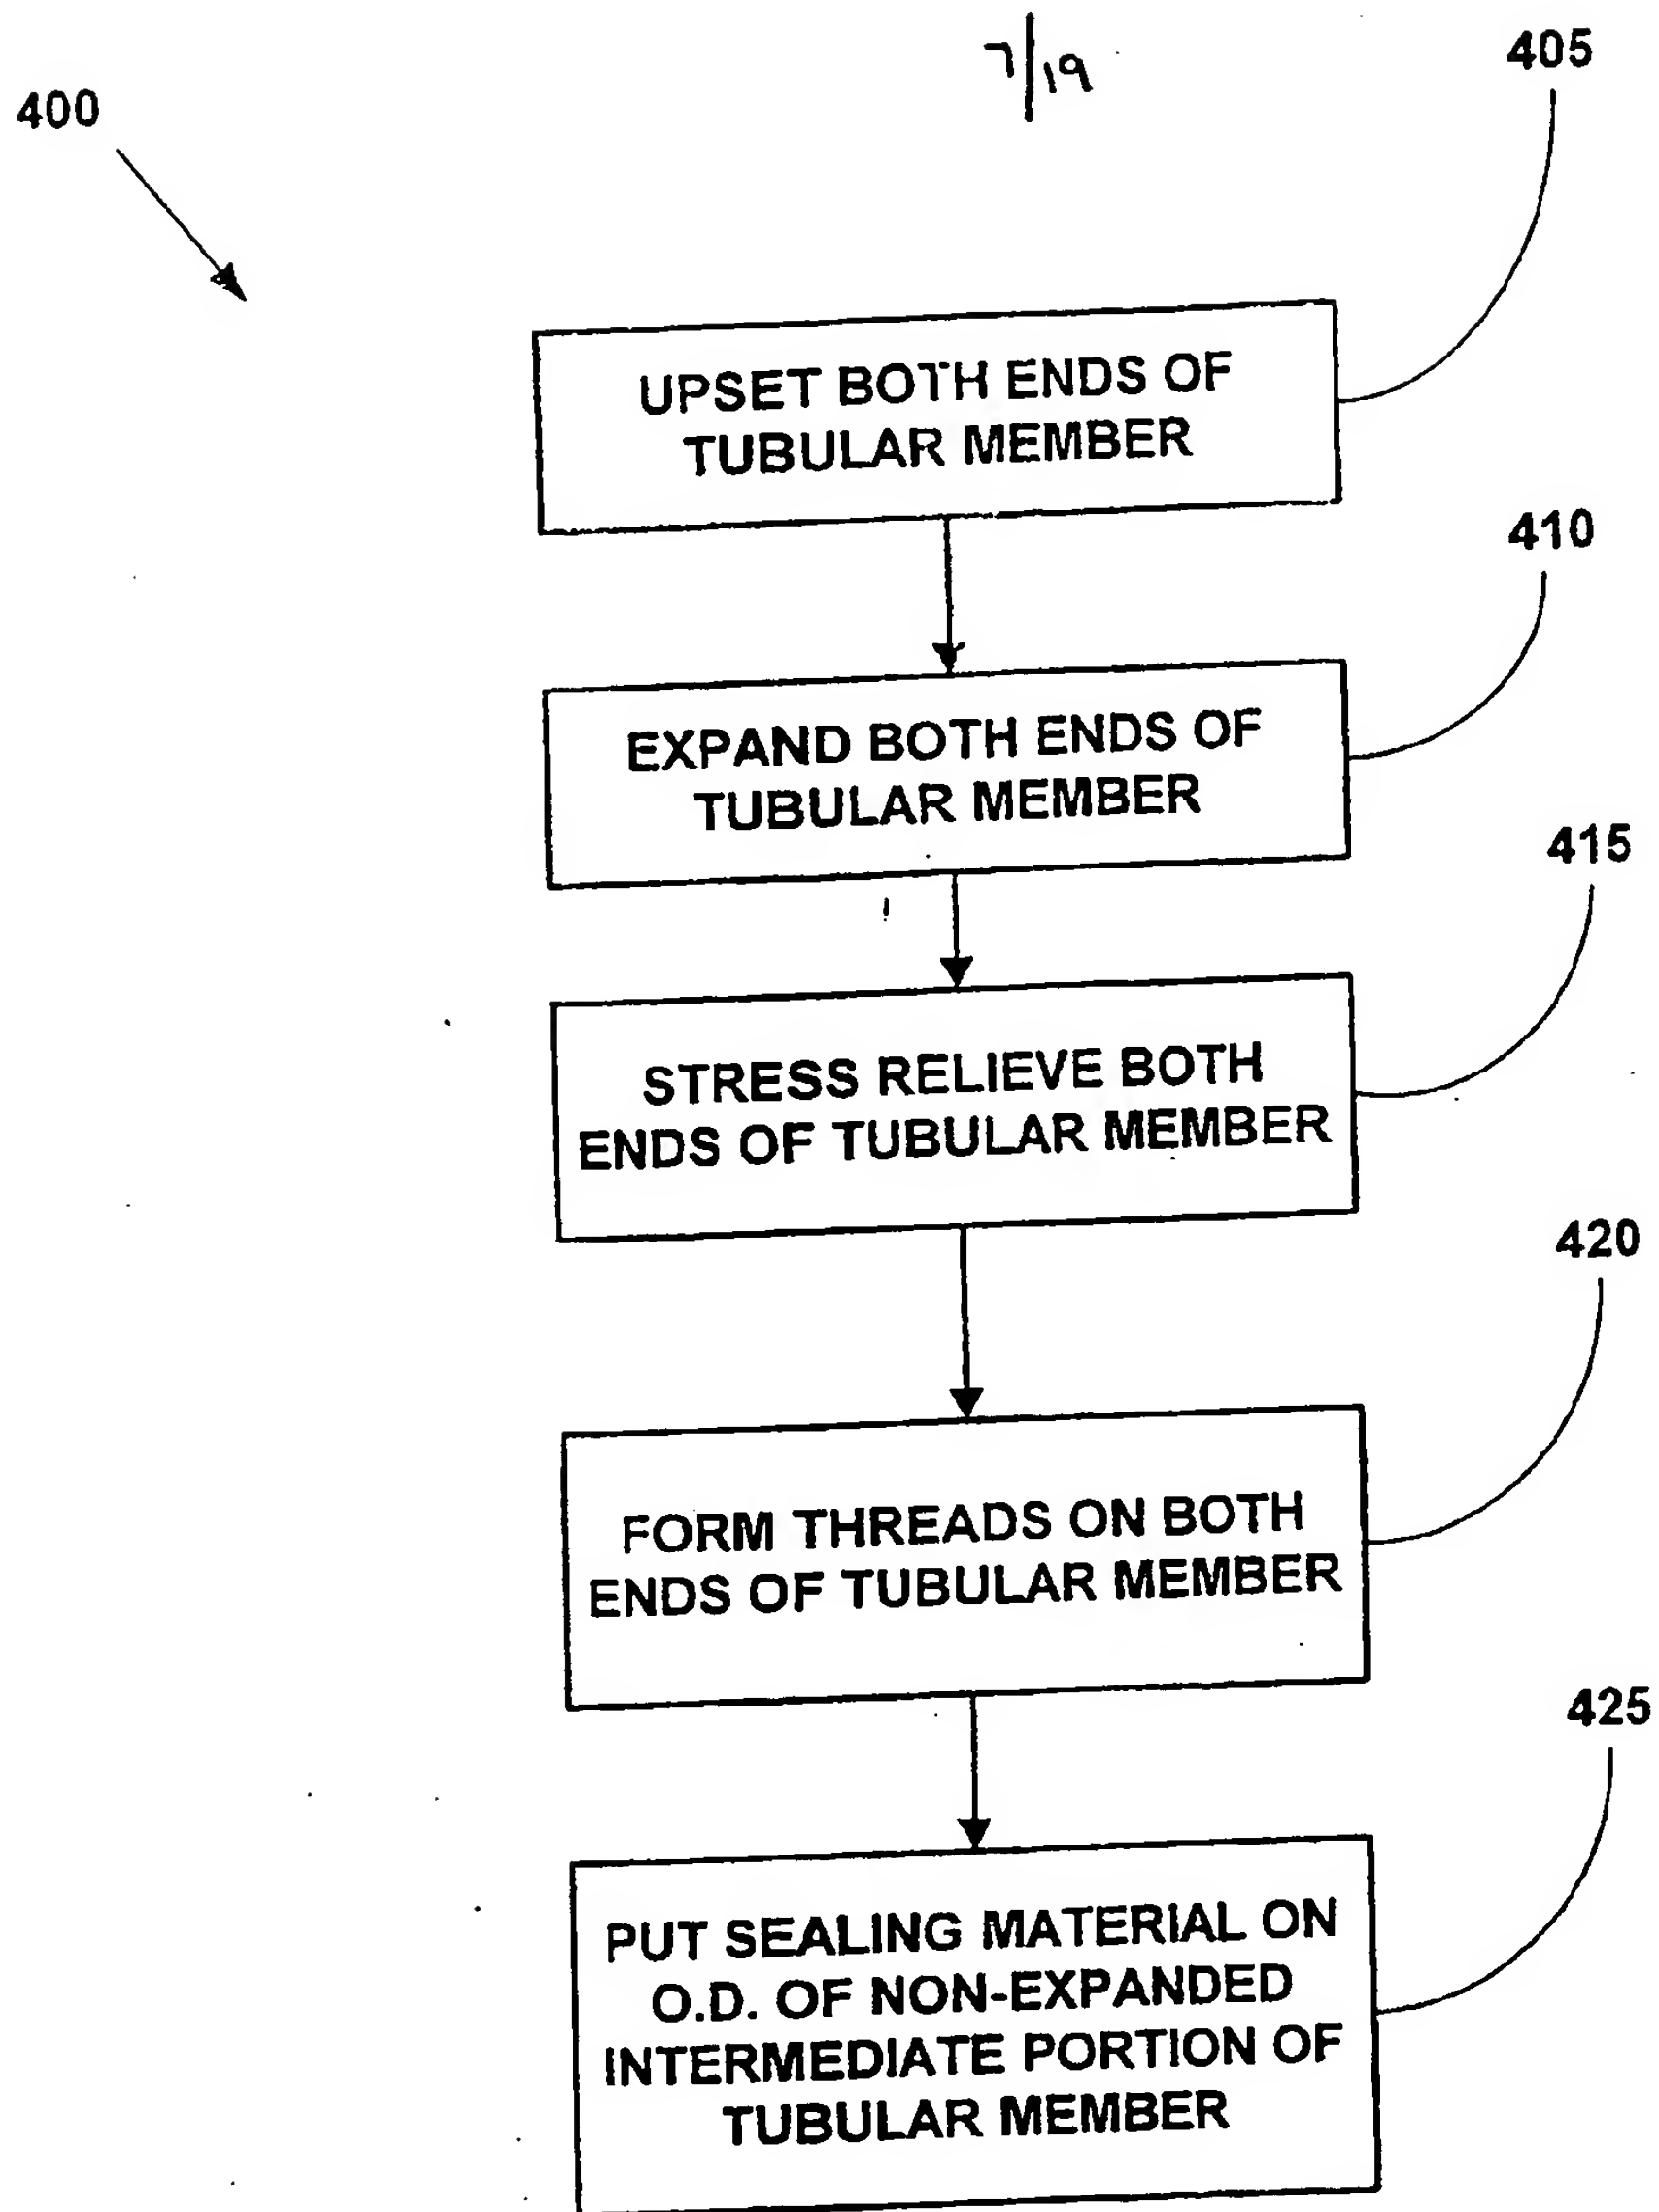 7/19
405
400
UPSET BOTH ENDS OF
TUBULAR MEMBER
410
EXPAND BOTH ENDS OF
TUBULAR MEMBER
415
STRESS RELIEVE BOTH
ENDS OF TUBULAR MEMBER
420
FORM THREADS ON BOTH
ENDS OF TUBULAR MEMBER
425
PUT SEALING MATERIAL ON
O.D. OF NON-EXPANDED
INTERMEDIATE PORTION OF
TUBULAR MEMBER